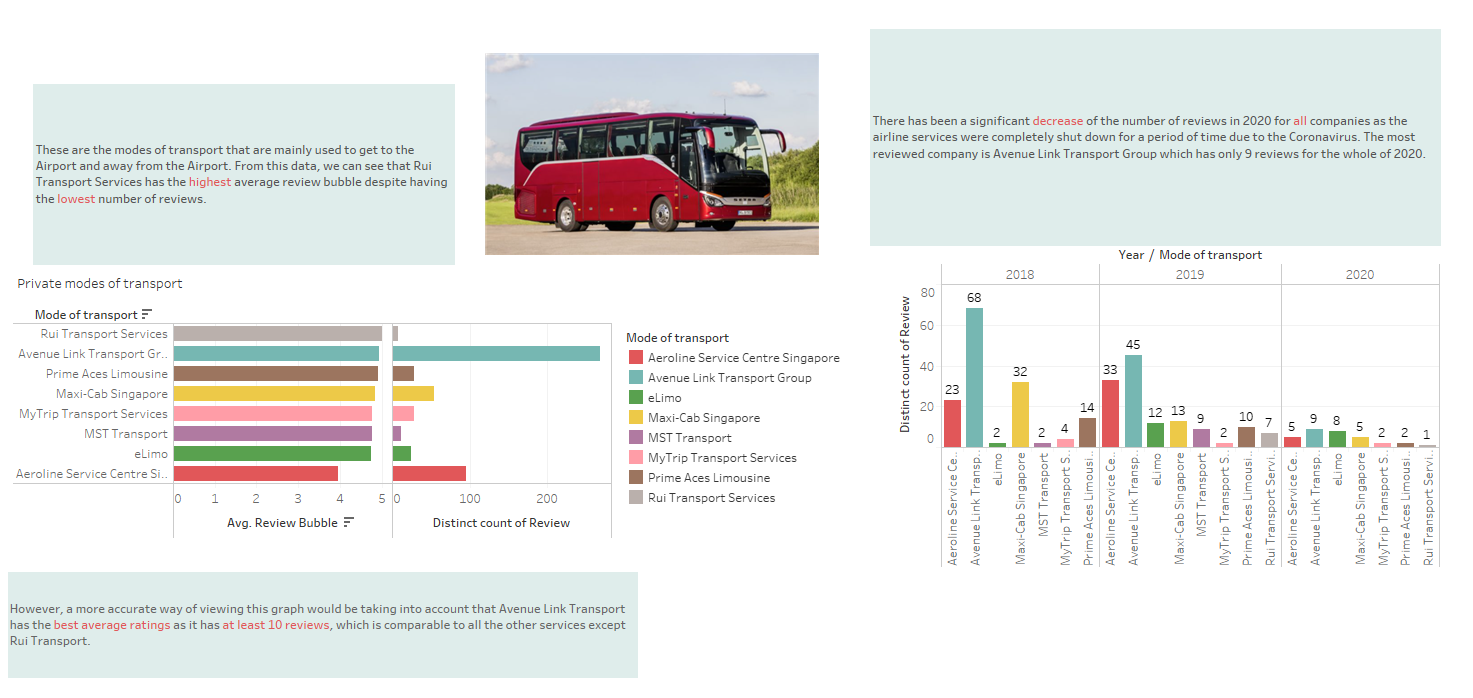 These are the modes of transport that are mainly used to get to the
Airport and away from the Airport. From this data, we can see that Rui
Transport Services has the highest average review bubble despite having
the lowest number of reviews.
There has been a significant decrease of the number of reviews in 2020 for all companies as the
airline services were completely shut down for a period of time due to the Coronavirus. The most
reviewed company is Avenue Link Transport Group which has only 9 reviews for the whole of 2020.
Private modes of transport
Mode of transport
Rui Transport Services
Avenue Link Transport Gr..
Prime Aces Limousine
Maxi-Cab Singapore
MyTrip Transport Services
MST Transport
eLimo
Aeroline Service Centre Si..
0 1 2 3 4 5 0 100 200
Avg. Review Bubble Distinct count of Review
Mode of transport
Aeroline Service Centre Singapore
Avenue Link Transport Group
eLimo
Maxi-Cab Singapore
MST Transport
MyTrip Transport Services
Prime Aces Limousine
Rui Transport Services
Year / Mode of transport
2018 2019 2020
Distinct count of Review
80
60
40
20
0
23 68 2 32 2 4 14 33 45 12 13 9 2 10 7 5 9 8 5 2 2 1
Aeroline Service Ce..
Avenue Link Transp..
eLimo
Maxi-Cab Singapore
MST Transport
MyTrip Transport S..
Prime Aces Limousi..
Aeroline Service Ce..
Avenue Link Transp..
eLimo
Maxi-Cab Singapore
MST Transport
MyTrip Transport S..
Prime Aces Limousi..
Rui Transport Servi..
Aeroline Service Ce..
Avenue Link Transp..
eLimo
Maxi-Cab Singapore
MyTrip Transport S..
Prime Aces Limousi..
Rui Transport Servi..
However, a more accurate way of viewing this graph would be taking into account that Avenue Link Transport
has the best average ratings as it has at least 10 reviews, which is comparable to all the other services except
Rui Transport.